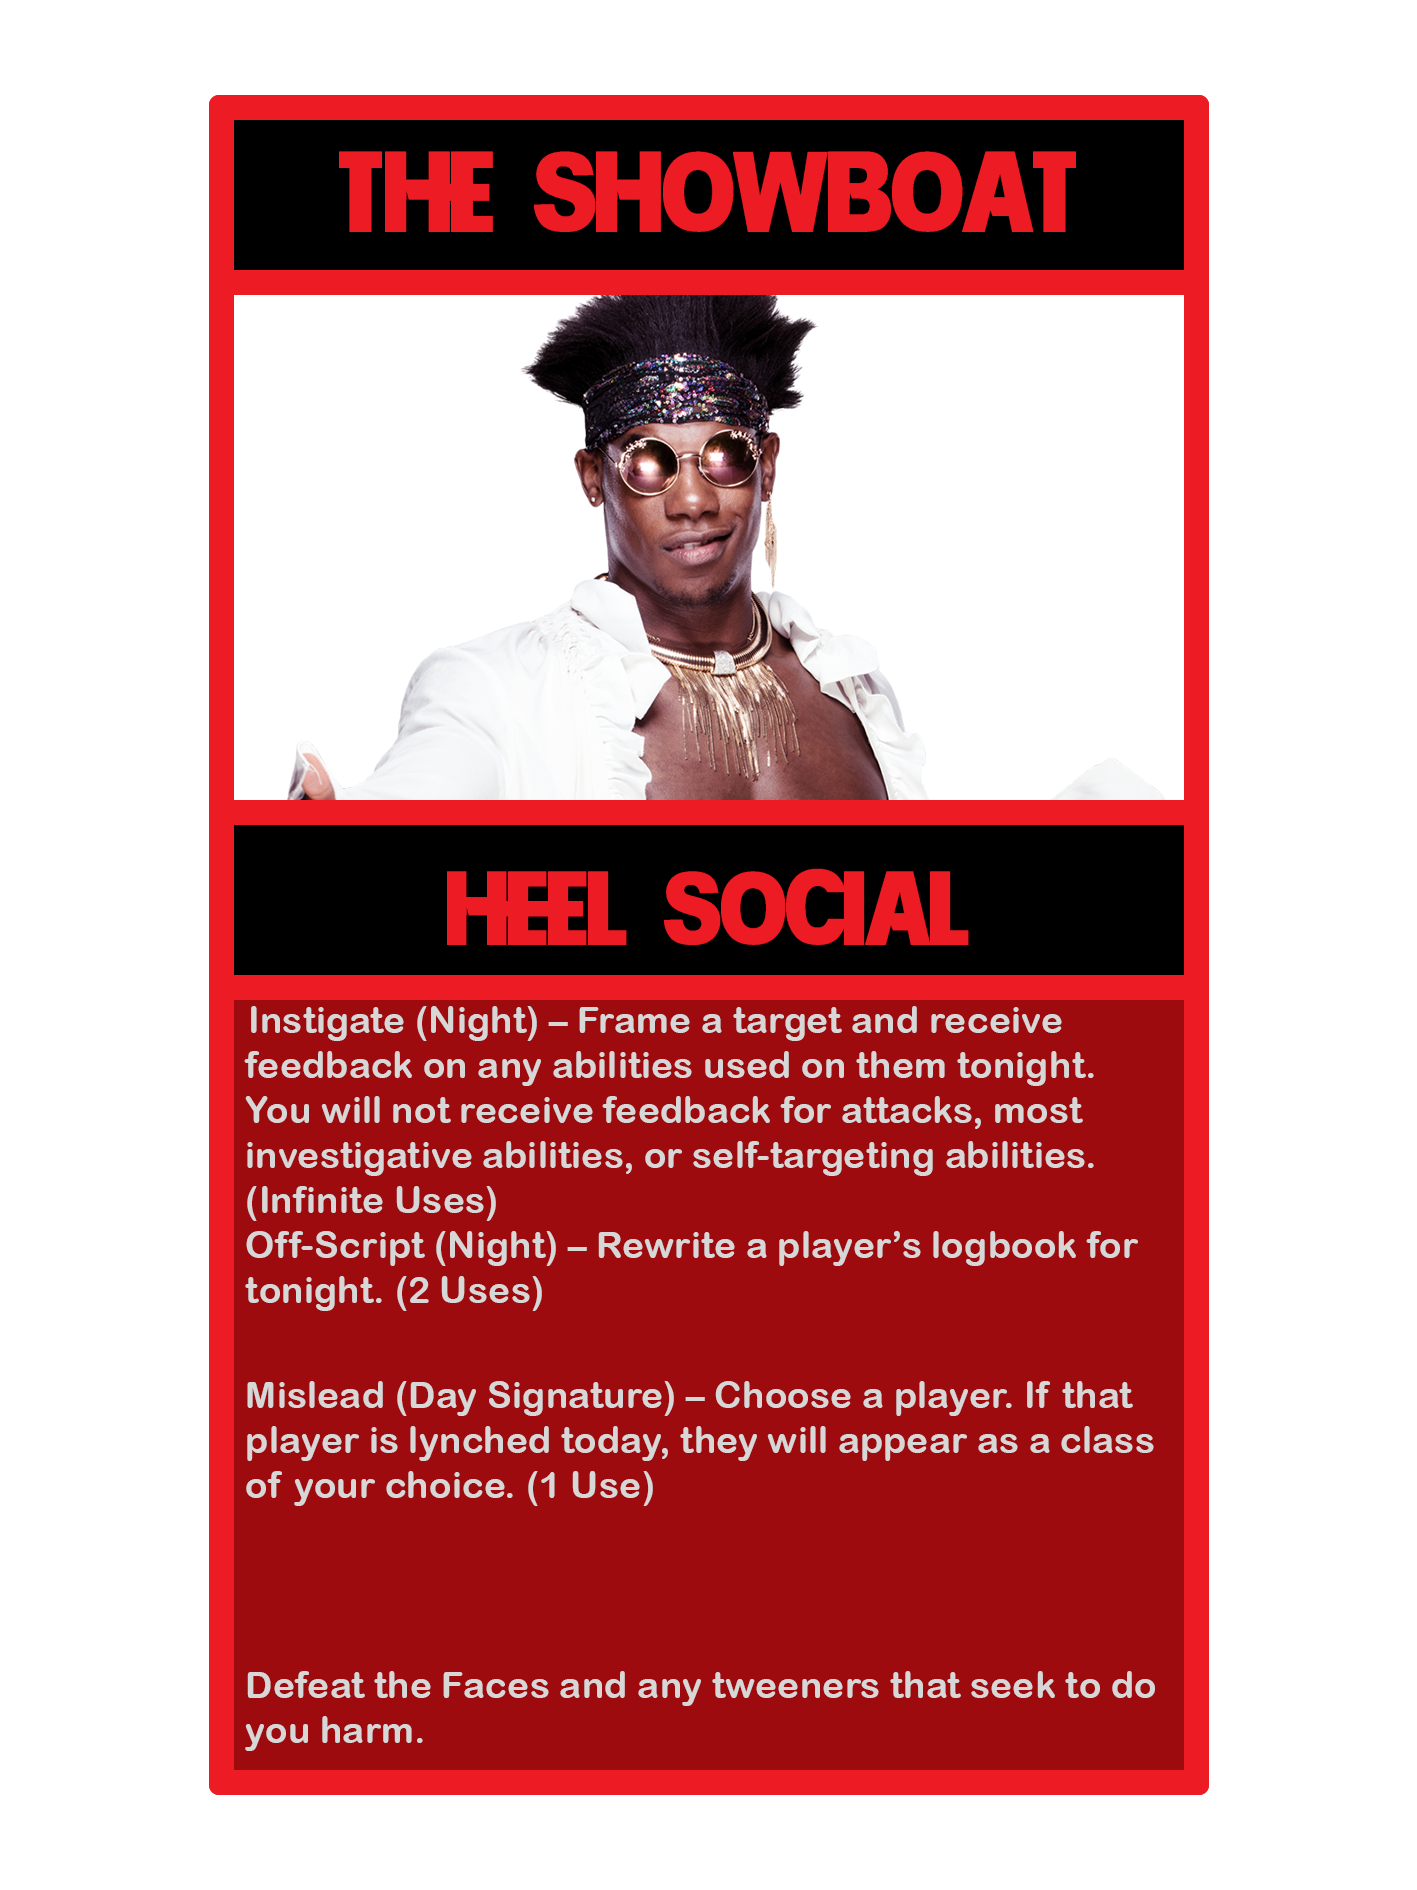 THE SHOWBOAT
HEEL SOCIAL
Instigate (Night) – Frame a target and receive
feedback on any abilities used on them tonight.
You will not receive feedback for attacks, most
investigative abilities, or self-targeting abilities.
(Infinite Uses)
Off-Script (Night) – Rewrite a player’s logbook for
tonight. (2 Uses)
Mislead (Day Signature) – Choose a player. If that
player is lynched today, they will appear as a class
of your choice. (1 Use)
Defeat the Faces and any tweeners that seek to do
you harm.